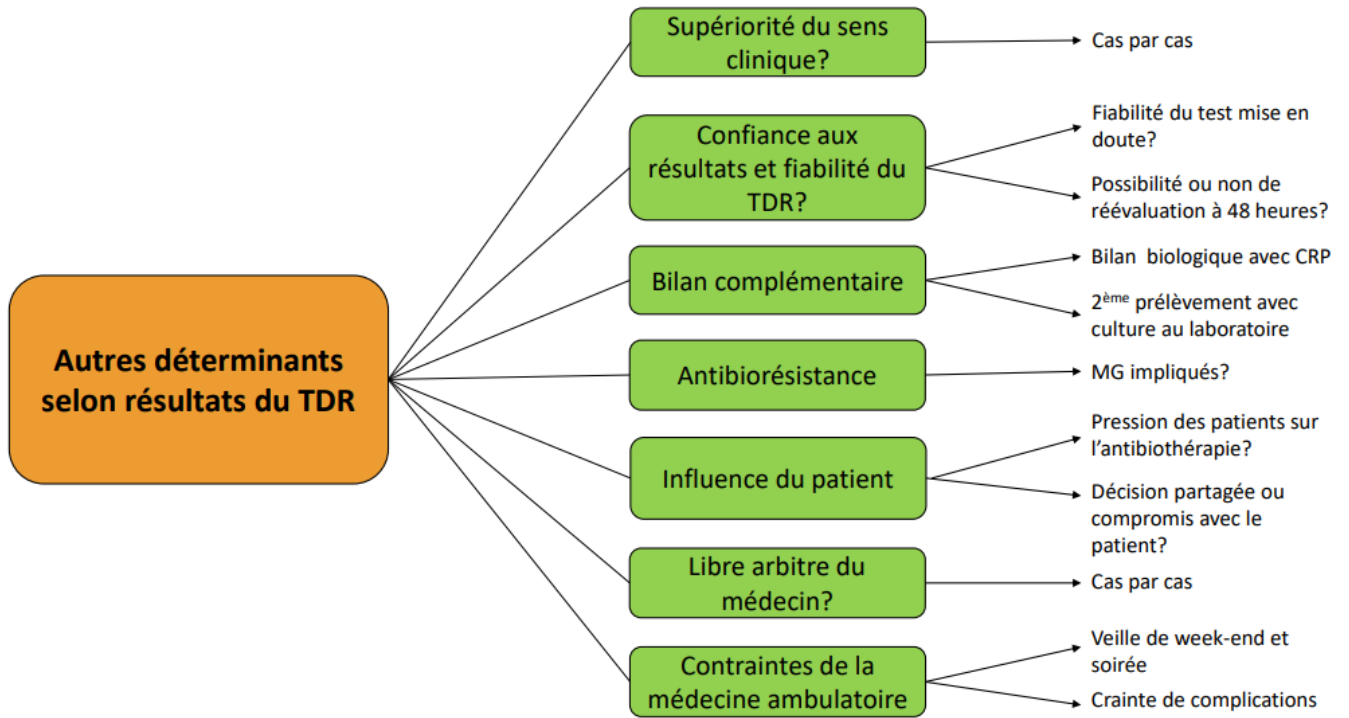 Autres déterminants
selon résultats du TDR
Supériorité du sens
clinique?
Cas par cas
Confiance aux
résultats et fiabilité du
TDR?
Fiabilité du test mise en
doute?
Possibilité ou non de
réévaluation à 48 heures?
Bilan complémentaire
Bilan  biologique avec CRP
2ème prélèvement avec
culture au laboratoire
Antibiorésistance
MG impliqués?
Influence du patient
Pression des patients sur
l’antibiothérapie?
Décision partagée ou
compromis avec le
patient?
Libre arbitre du
médecin?
Cas par cas
Contraintes de la
médecine ambulatoire
Veille de week-end et
soirée
Crainte de complications